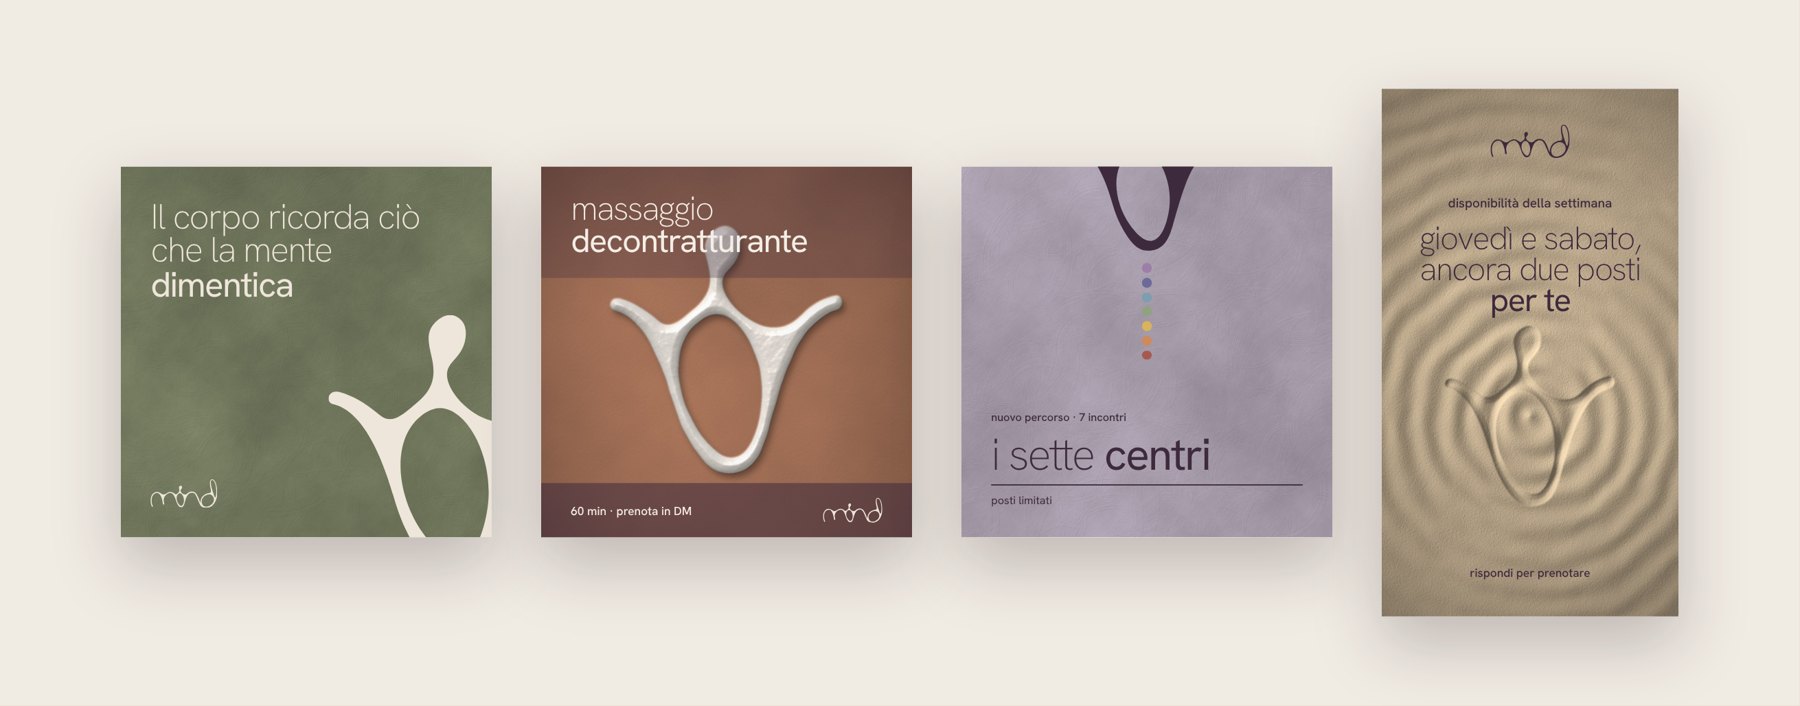 Il corpo ricorda ciò
che la mente
dimentica
mind
massaggio
decontratturante
60 min · prenota in DM
mind
nuovo percorso · 7 incontri
i sette centri
posti limitati
mind
disponibilità della settimana
giovedì e sabato,
ancora due posti
per te
rispondi per prenotare